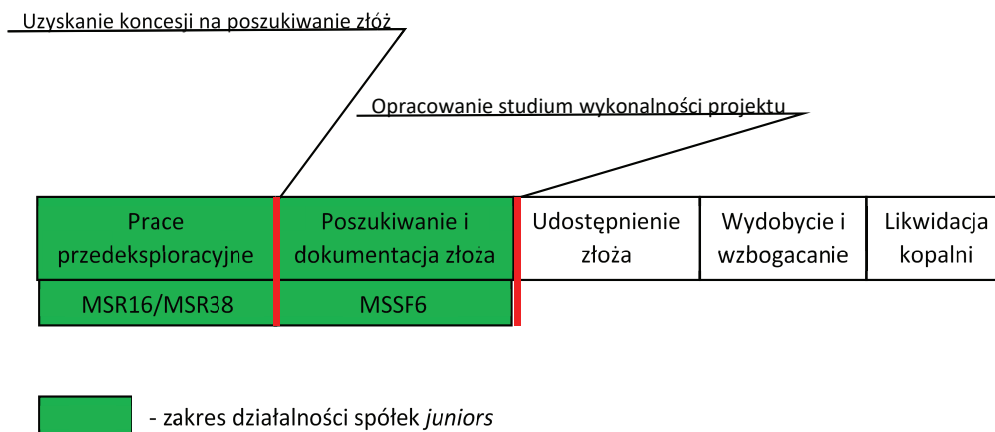 Uzyskanie koncesji na poszukiwanie złóż
Opracowanie studium wykonalności projektu
Prace
przedeksploracyjne
Poszukiwanie i
dokumentacja złoża
Udostępnienie
złoża
Wydobycie i
wzbogacanie
Likwidacja
kopalni
MSR16/MSR38
MSSF6
- zakres działalności spółek juniors